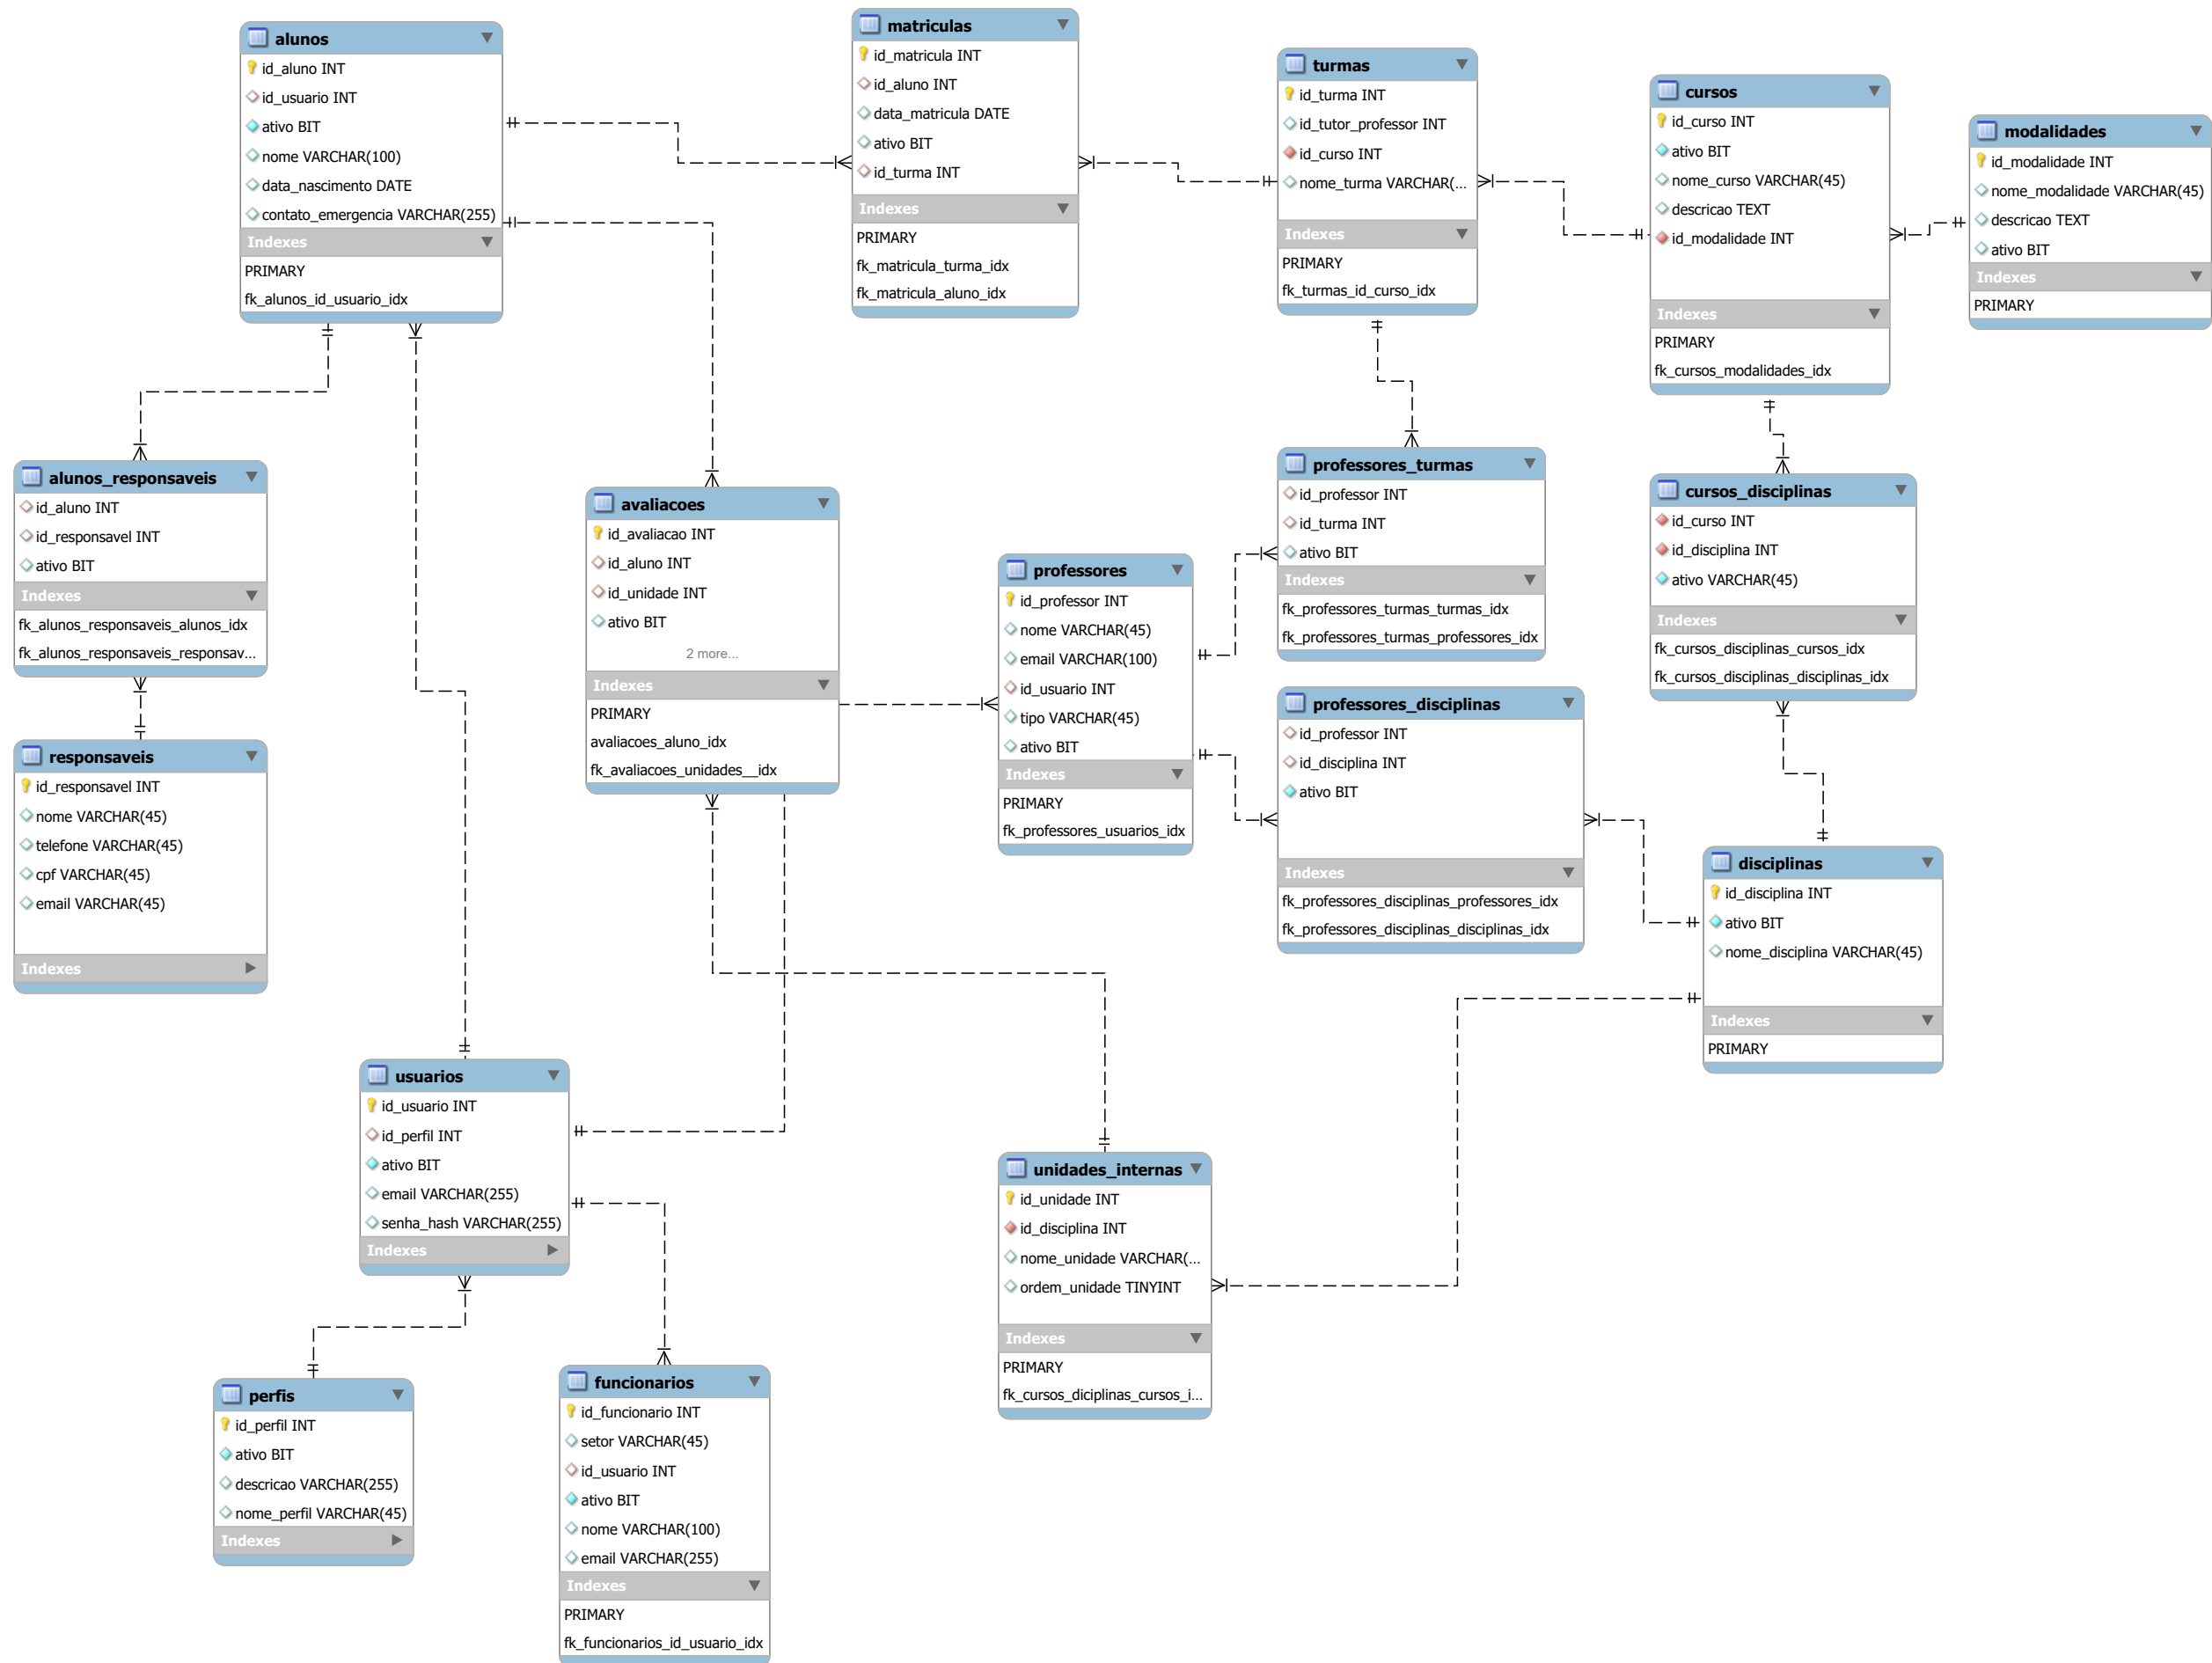 alunos
id_aluno INT
id_usuario INT
ativo BIT
nome VARCHAR(100)
data_nascimento DATE
contato_emergencia VARCHAR(255)
Indexes
PRIMARY
fk_alunos_id_usuario_idx
matriculas
id_matricula INT
id_aluno INT
data_matricula DATE
ativo BIT
id_turma INT
Indexes
PRIMARY
fk_matricula_turma_idx
fk_matricula_aluno_idx
turmas
id_turma INT
id_tutor_professor INT
id_curso INT
nome_turma VARCHAR(...
Indexes
PRIMARY
fk_turmas_id_curso_idx
cursos
id_curso INT
ativo BIT
nome_curso VARCHAR(45)
descricao TEXT
id_modalidade INT
Indexes
PRIMARY
fk_cursos_modalidades_idx
modalidades
id_modalidade INT
nome_modalidade VARCHAR(45)
descricao TEXT
ativo BIT
Indexes
PRIMARY
alunos_responsaveis
id_aluno INT
id_responsavel INT
ativo BIT
Indexes
fk_alunos_responsaveis_alunos_idx
fk_alunos_responsaveis_responsav...
avaliacoes
id_avaliacao INT
id_aluno INT
id_unidade INT
ativo BIT
2 more...
Indexes
PRIMARY
avaliacoes_aluno_idx
fk_avaliacoes_unidades__idx
professores
id_professor INT
nome VARCHAR(45)
email VARCHAR(100)
id_usuario INT
tipo VARCHAR(45)
ativo BIT
Indexes
PRIMARY
fk_professores_usuarios_idx
professores_turmas
id_professor INT
id_turma INT
ativo BIT
Indexes
fk_professores_turmas_turmas_idx
fk_professores_turmas_professores_idx
cursos_disciplinas
id_curso INT
id_disciplina INT
ativo VARCHAR(45)
Indexes
fk_cursos_disciplinas_cursos_idx
fk_cursos_disciplinas_disciplinas_idx
professores_disciplinas
id_professor INT
id_disciplina INT
ativo BIT
Indexes
fk_professores_disciplinas_professores_idx
fk_professores_disciplinas_disciplinas_idx
responsaveis
id_responsavel INT
nome VARCHAR(45)
telefone VARCHAR(45)
cpf VARCHAR(45)
email VARCHAR(45)
Indexes
disciplinas
id_disciplina INT
ativo BIT
nome_disciplina VARCHAR(45)
Indexes
PRIMARY
usuarios
id_usuario INT
id_perfil INT
ativo BIT
email VARCHAR(255)
senha_hash VARCHAR(255)
Indexes
unidades_internas
id_unidade INT
id_disciplina INT
nome_unidade VARCHAR(...
ordem_unidade TINYINT
Indexes
PRIMARY
fk_cursos_diciplinas_cursos_i...
perfis
id_perfil INT
ativo BIT
descricao VARCHAR(255)
nome_perfil VARCHAR(45)
Indexes
funcionarios
id_funcionario INT
setor VARCHAR(45)
id_usuario INT
ativo BIT
nome VARCHAR(100)
email VARCHAR(255)
Indexes
PRIMARY
fk_funcionarios_id_usuario_idx